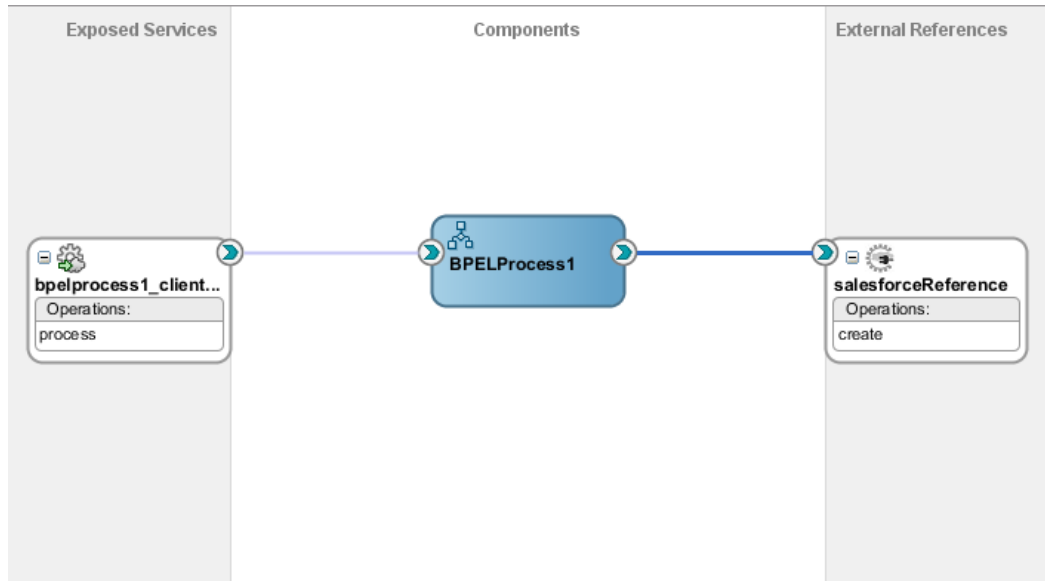 Exposed Services
Components
External References
bpelprocess1_client...
Operations:
process
BPELProcess1
salesforceReference
Operations:
create